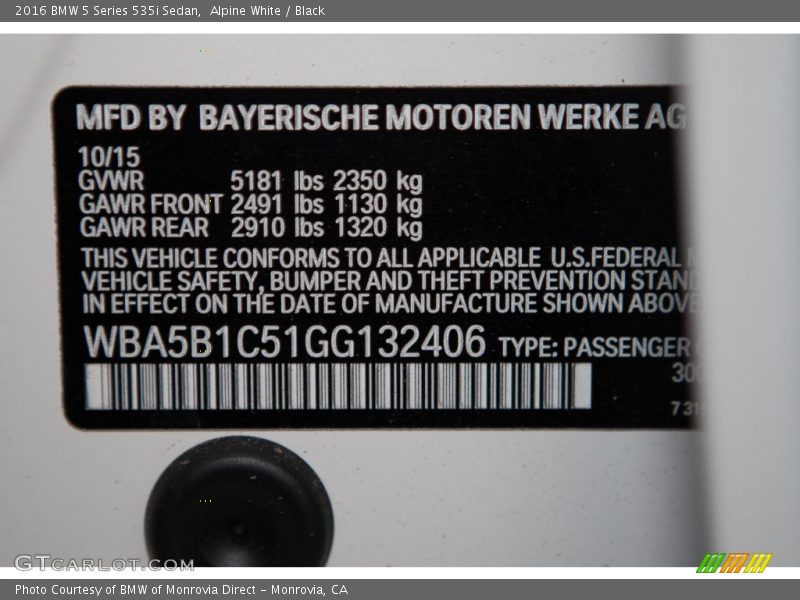 2016 BMW 5 Series 535i Sedan,  Alpine White / Black
MFD BY BAYERISCHE MOTOREN WERKE AG
10/15
GVWR 5181 lbs 2350 kg
GAWR FRONT 2491 lbs 1130 kg
GAWR REAR 2910 lbs 1320 kg
THIS VEHICLE CONFORMS TO ALL APPLICABLE U.S.FEDERAL
VEHICLE SAFETY, BUMPER AND THEFT PREVENTION STAND
IN EFFECT ON THE DATE OF MANUFACTURE SHOWN ABOVE
WBA5B1C51GG132406 TYPE: PASSENGER
300
7315
GTCARLOT.COM
Photo Courtesy of BMW of Monrovia Direct - Monrovia, CA